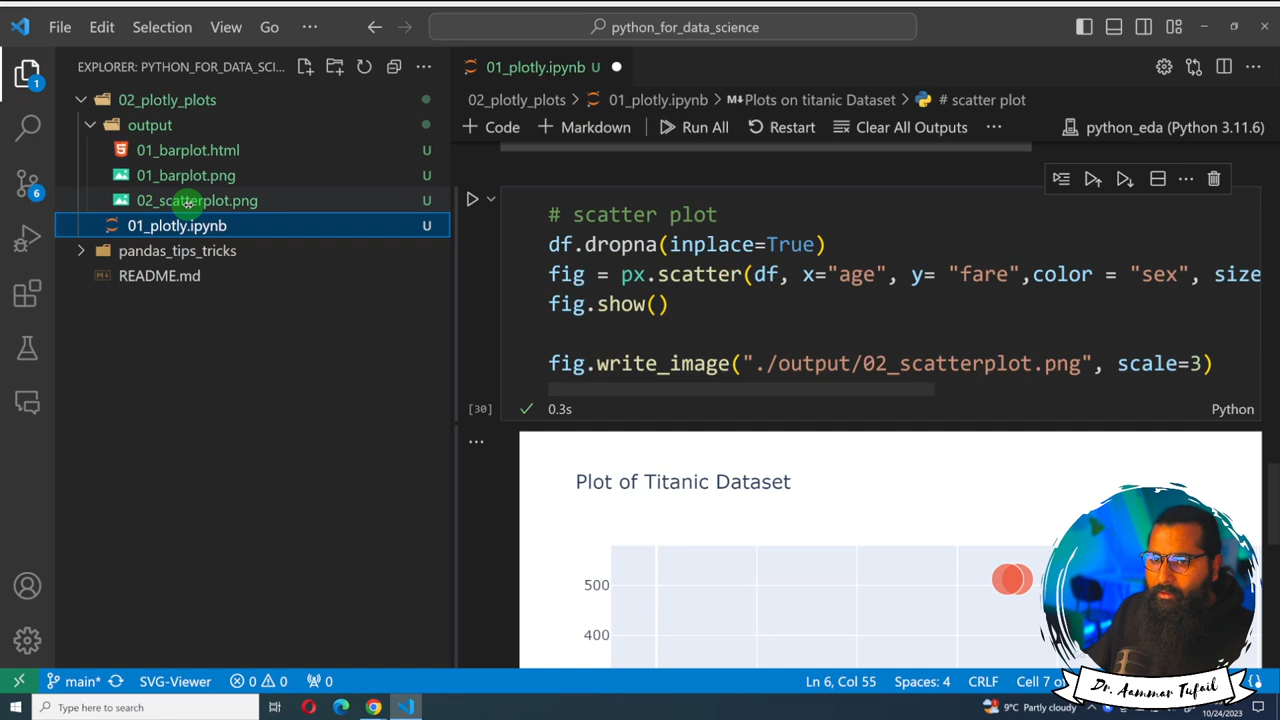 File Edit Selection View Go ··· python_for_data_science
EXPLORER: PYTHON_FOR_DATA_SCI...
1
02_plotly_plots
output
01_barplot.html U
01_barplot.png U
6
02_scatterplot.png U
01_plotly.ipynb U
pandas_tips_tricks
README.md
01_plotly.ipynb U
02_plotly_plots > 01_plotly.ipynb > Plots on titanic Dataset > # scatter plot
Code Markdown Run All Restart Clear All Outputs ··· python_eda (Python 3.11.6)
# scatter plot
df.dropna(inplace=True)
fig = px.scatter(df, x="age", y= "fare",color = "sex", size
fig.show()
fig.write_image("./output/02_scatterplot.png", scale=3)
[30] 0.3s Python
Plot of Titanic Dataset
500
400
main* SVG-Viewer 0 0 0 Ln 6, Col 55 Spaces: 4 CRLF Cell 7 of
Dr. Aammar Tufail
Type here to search 9°C Partly cloudy
10/24/2023